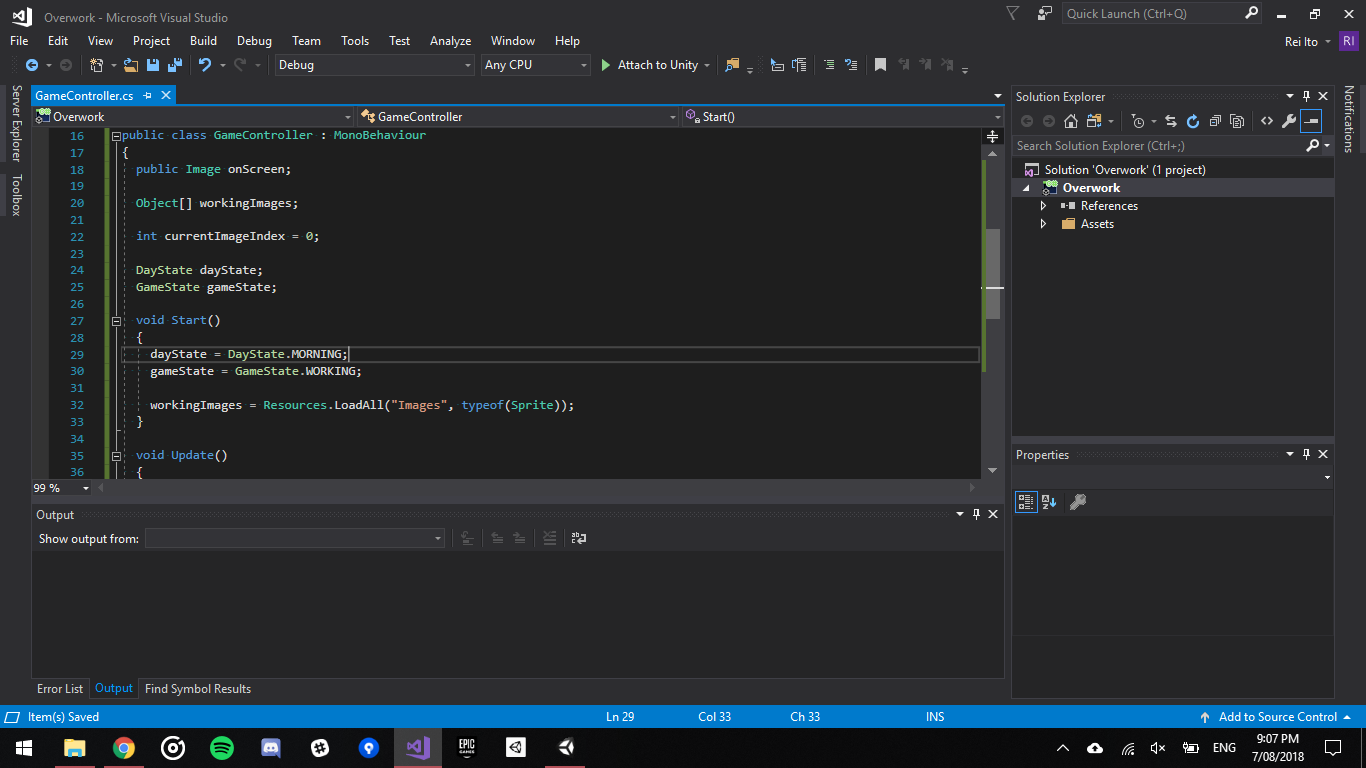 Overwork - Microsoft Visual Studio
Quick Launch (Ctrl+Q)
File Edit View Project Build Debug Team Tools Test Analyze Window Help
Rei Ito RI
Debug Any CPU Attach to Unity
Server Explorer
Toolbox
GameController.cs
Overwork GameController Start()
16 public class GameController : MonoBehaviour
17 {
18 public Image onScreen;
19
20 Object[] workingImages;
21
22 int currentImageIndex = 0;
23
24 DayState dayState;
25 GameState gameState;
26
27 void Start()
28 {
29 dayState = DayState.MORNING;
30 gameState = GameState.WORKING;
31
32 workingImages = Resources.LoadAll("Images", typeof(Sprite));
33 }
34
35 void Update()
36 {
99 %
Output
Show output from:
Error List Output Find Symbol Results
Solution Explorer
Search Solution Explorer (Ctrl+;)
Solution 'Overwork' (1 project)
Overwork
References
Assets
Properties
Notifications
Item(s) Saved Ln 29 Col 33 Ch 33 INS Add to Source Control
EPIC
GAMES
ENG
9:07 PM
7/08/2018